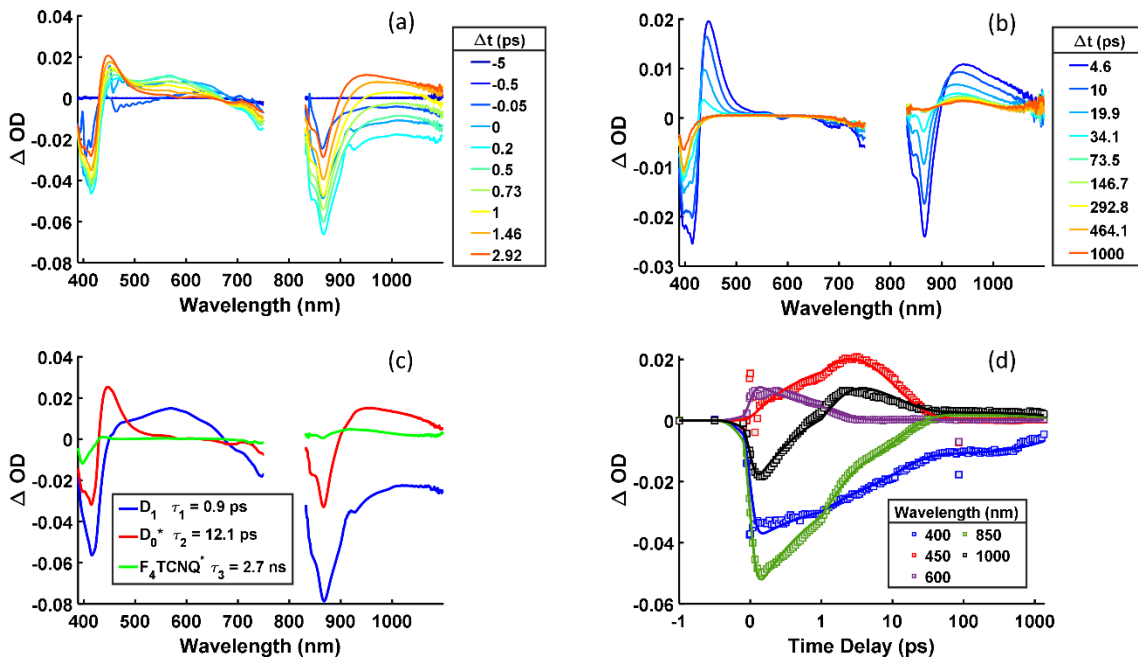 (a)
0.04
0.02
0
-0.02
-0.04
-0.06
-0.08
Δ OD
400 500 600 700 800 900 1000
Wavelength (nm)
Δt (ps)
-5
-0.5
-0.05
0
0.2
0.5
0.73
1
1.46
2.92
(b)
0.02
0.01
0
-0.01
-0.02
-0.03
Δ OD
400 500 600 700 800 900 1000
Wavelength (nm)
Δt (ps)
4.6
10
19.9
34.1
73.5
146.7
292.8
464.1
1000
(c)
0.04
0.02
0
-0.02
-0.04
-0.06
-0.08
Δ OD
D1 τ1 = 0.9 ps
D0* τ2 = 12.1 ps
F4TCNQ* τ3 = 2.7 ns
400 500 600 700 800 900 1000
Wavelength (nm)
(d)
0.02
0
-0.02
-0.04
-0.06
Δ OD
Wavelength (nm)
400 850
450 1000
600
-1 0 1 10 100 1000
Time Delay (ps)